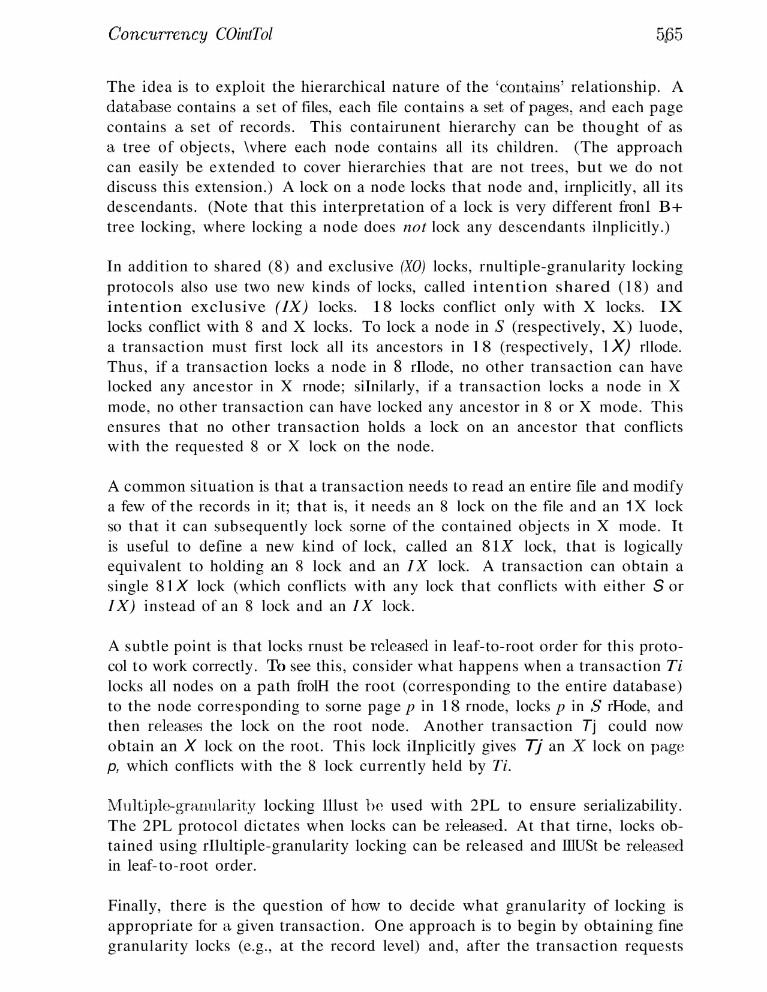 Concurrency COintTol 565
The idea is to exploit the hierarchical nature of the 'contains' relationship. A
database contains a set of files, each file contains a set of pages, and each page
contains a set of records. This contairunent hierarchy can be thought of as
a tree of objects, \vhere each node contains all its children. (The approach
can easily be extended to cover hierarchies that are not trees, but we do not
discuss this extension.) A lock on a node locks that node and, irnplicitly, all its
descendants. (Note that this interpretation of a lock is very different fron1 B+
tree locking, where locking a node does not lock any descendants ilnplicitly.)
In addition to shared (8) and exclusive (XO) locks, rnultiple-granularity locking
protocols also use two new kinds of locks, called intention shared (18) and
intention exclusive (IX) locks. 18 locks conflict only with X locks. IX
locks conflict with 8 and X locks. To lock a node in S (respectively, X) luode,
a transaction must first lock all its ancestors in 18 (respectively, 1X) rllode.
Thus, if a transaction locks a node in 8 rIlode, no other transaction can have
locked any ancestor in X rnode; siInilarly, if a transaction locks a node in X
mode, no other transaction can have locked any ancestor in 8 or X mode. This
ensures that no other transaction holds a lock on an ancestor that conflicts
with the requested 8 or X lock on the node.
A common situation is that a transaction needs to read an entire file and modify
a few of the records in it; that is, it needs an 8 lock on the file and an 1X lock
so that it can subsequently lock sorne of the contained objects in X mode. It
is useful to define a new kind of lock, called an 81X lock, that is logically
equivalent to holding an 8 lock and an IX lock. A transaction can obtain a
single 81X lock (which conflicts with any lock that conflicts with either S or
IX) instead of an 8 lock and an IX lock.
A subtle point is that locks rnust be released in leaf-to-root order for this proto-
col to work correctly. To see this, consider what happens when a transaction Ti
locks all nodes on a path frolH the root (corresponding to the entire database)
to the node corresponding to sorne page p in 18 rnode, locks p in S rHode, and
then releases the lock on the root node. Another transaction Tj could now
obtain an X lock on the root. This lock iInplicitly gives Tj an X lock on page
p, which conflicts with the 8 lock currently held by Ti.
Multiple-granularity locking lllust be used with 2PL to ensure serializability.
The 2PL protocol dictates when locks can be released. At that tirne, locks ob-
tained using rIlultiple-granularity locking can be released and IIlUSt be released
in leaf-to-root order.
Finally, there is the question of how to decide what granularity of locking is
appropriate for a given transaction. One approach is to begin by obtaining fine
granularity locks (e.g., at the record level) and, after the transaction requests